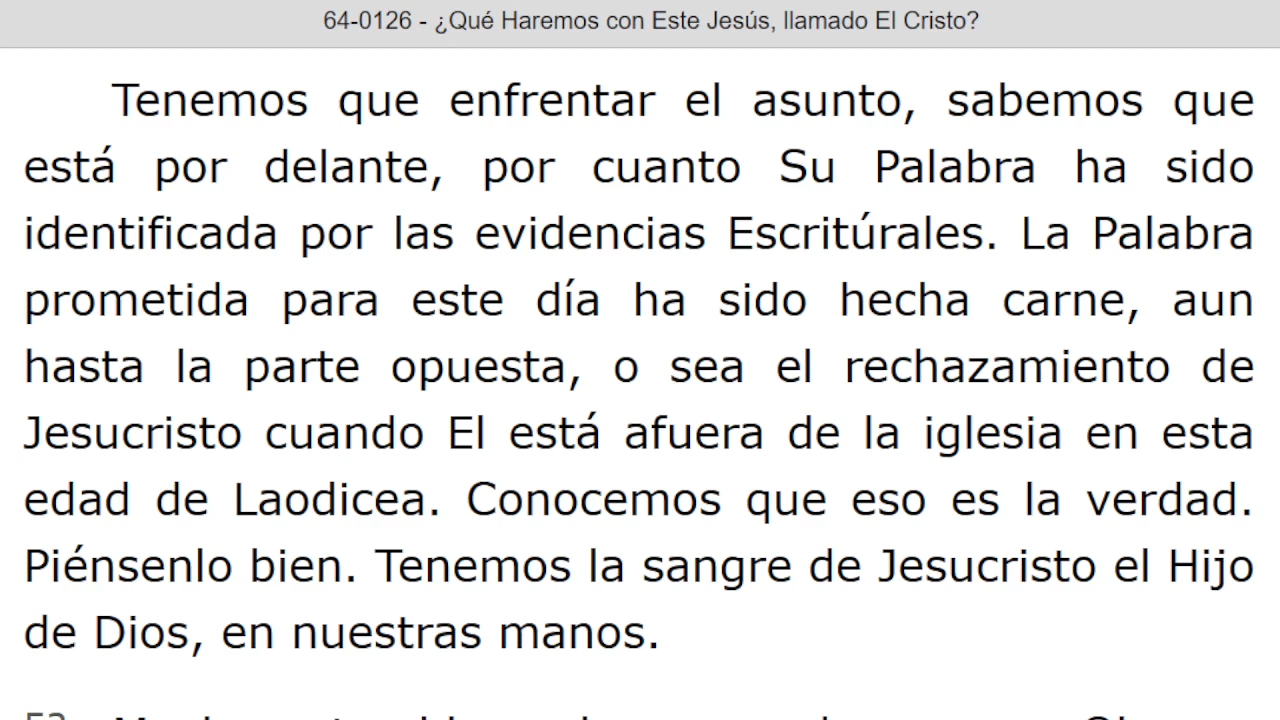 64-0126 - ¿Qué Haremos con Este Jesús, llamado El Cristo?
Tenemos que enfrentar el asunto, sabemos que
está por delante, por cuanto Su Palabra ha sido
identificada por las evidencias Escritúrales. La Palabra
prometida para este día ha sido hecha carne, aun
hasta la parte opuesta, o sea el rechazamiento de
Jesucristo cuando El está afuera de la iglesia en esta
edad de Laodicea. Conocemos que eso es la verdad.
Piénsenlo bien. Tenemos la sangre de Jesucristo el Hijo
de Dios, en nuestras manos.